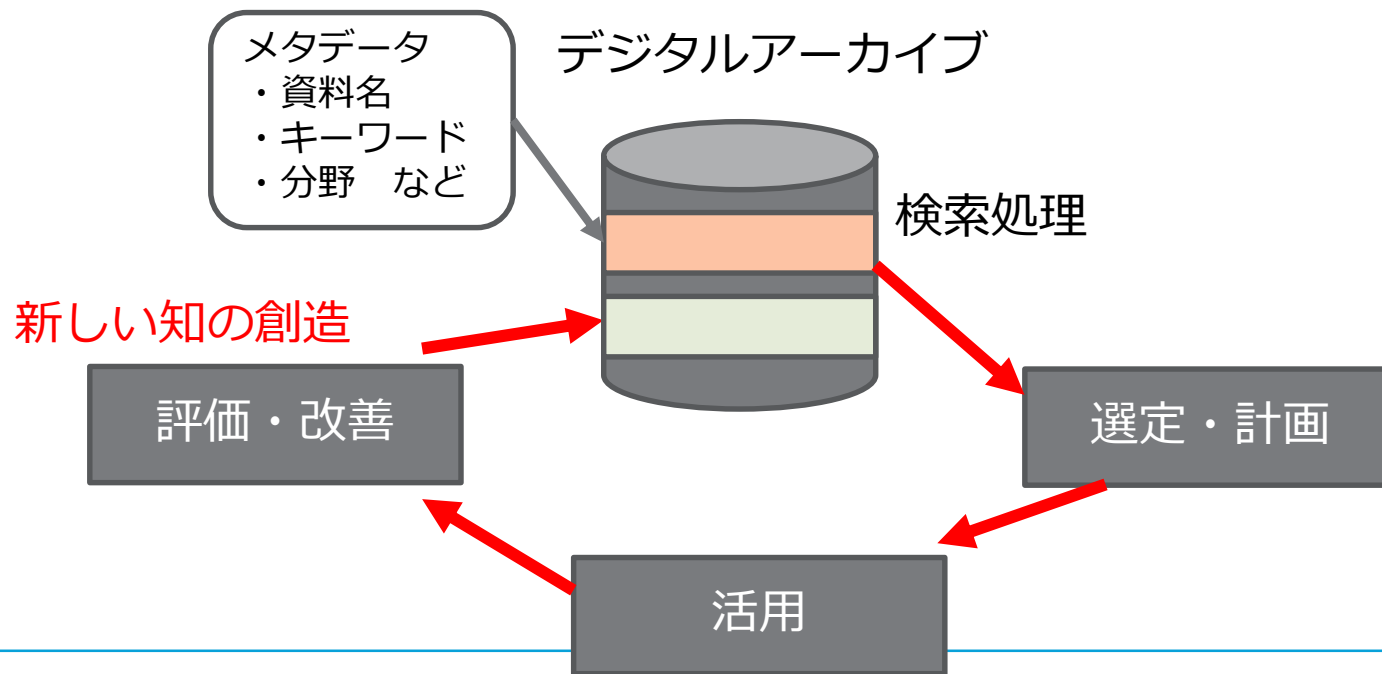 メタデータ
・資料名
・キーワード
・分野　など
デジタルアーカイブ
検索処理
新しい知の創造
評価・改善
選定・計画
活用